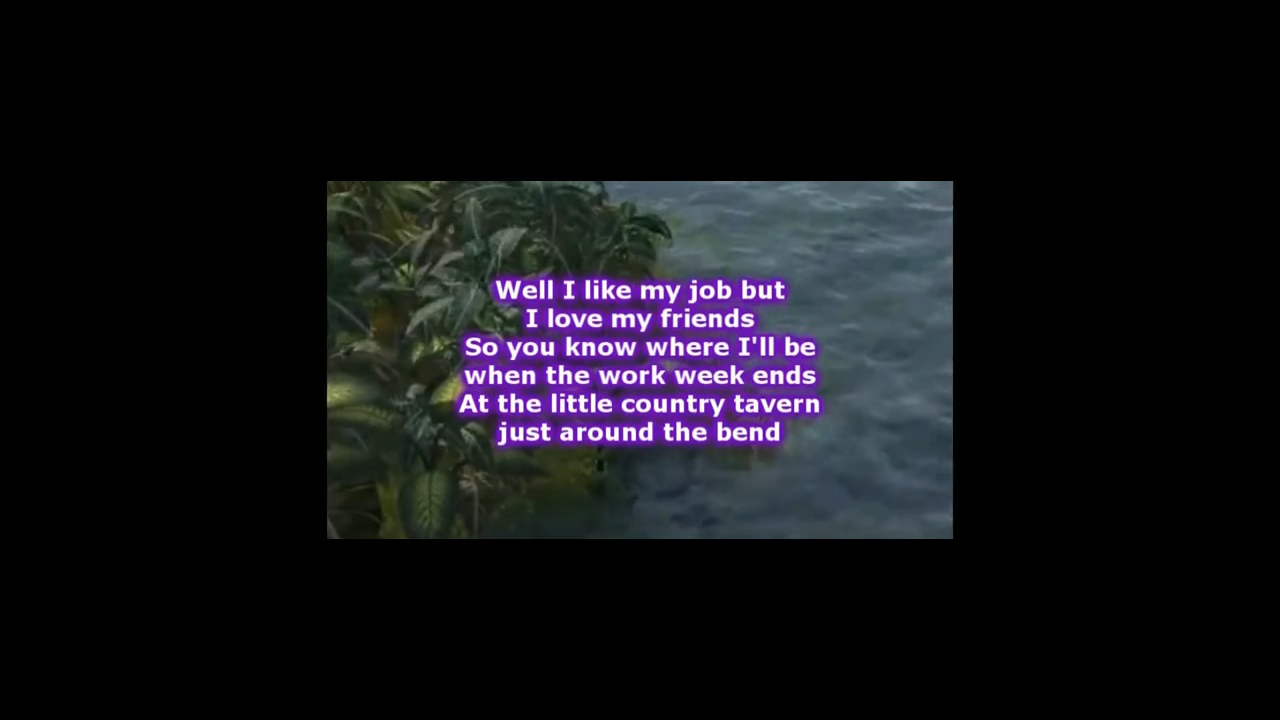 Well I like my job but
I love my friends
So you know where I'll be
when the work week ends
At the little country tavern
just around the bend